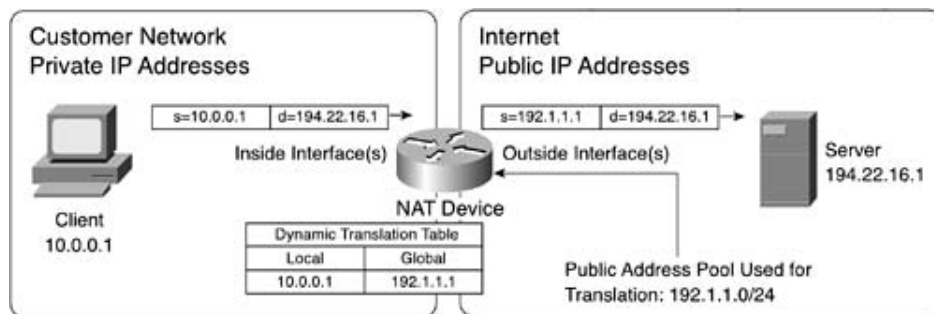 Customer Network
Private IP Addresses
Internet
Public IP Addresses
s=10.0.0.1 d=194.22.16.1
s=192.1.1.1 d=194.22.16.1
Inside Interface(s)
Outside Interface(s)
Server
194.22.16.1
Client
10.0.0.1
NAT Device
Dynamic Translation Table
Local Global
10.0.0.1 192.1.1.1
Public Address Pool Used for
Translation: 192.1.1.0/24